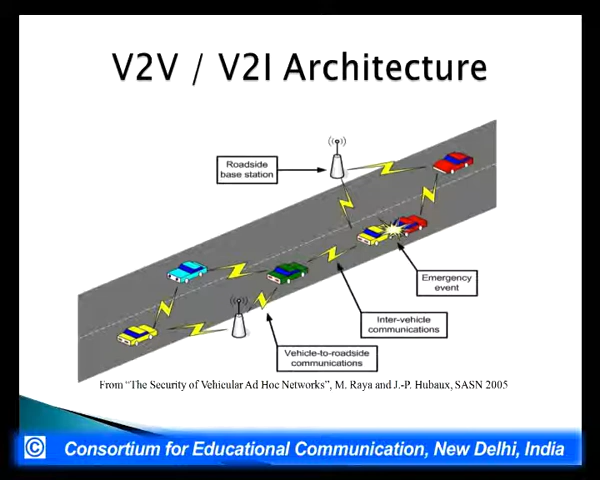 V2V / V2I Architecture
Roadside
base station
Emergency
event
Inter-vehicle
communications
Vehicle-to-roadside
communications
From “The Security of Vehicular Ad Hoc Networks”, M. Raya and J.-P. Hubaux, SASN 2005
© Consortium for Educational Communication, New Delhi, India